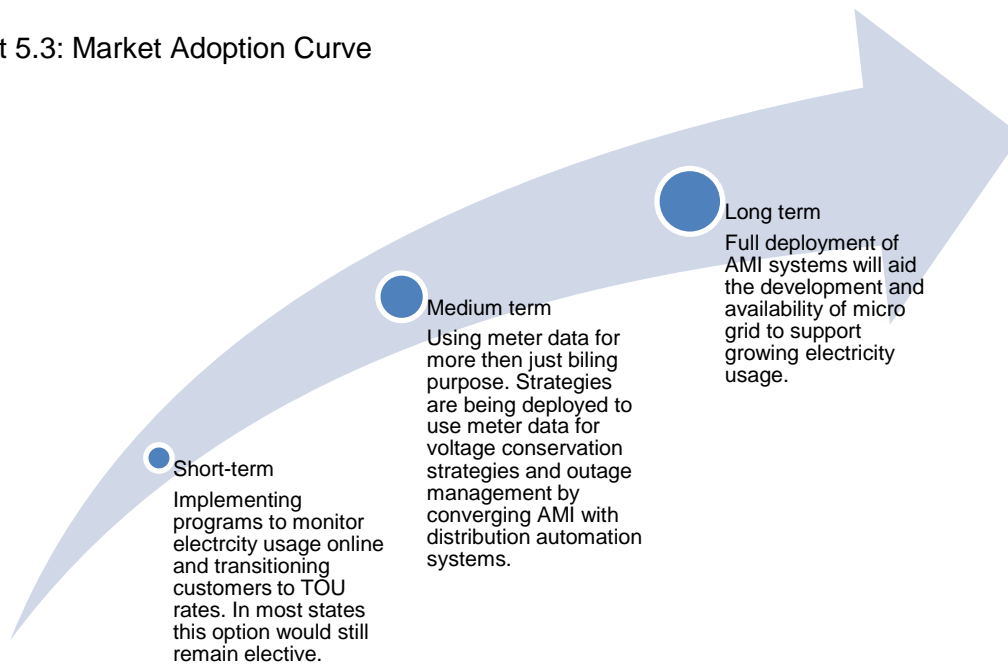 t 5.3: Market Adoption Curve
Long term
Full deployment of
AMI systems will aid
the development and
availability of micro
grid to support
growing electricity
usage.
Medium term
Using meter data for
more then just biling
purpose. Strategies
are being deployed to
use meter data for
voltage conservation
strategies and outage
management by
converging AMI with
distribution automation
systems.
Short-term
Implementing
programs to monitor
electrcity usage online
and transitioning
customers to TOU
rates. In most states
this option would still
remain elective.